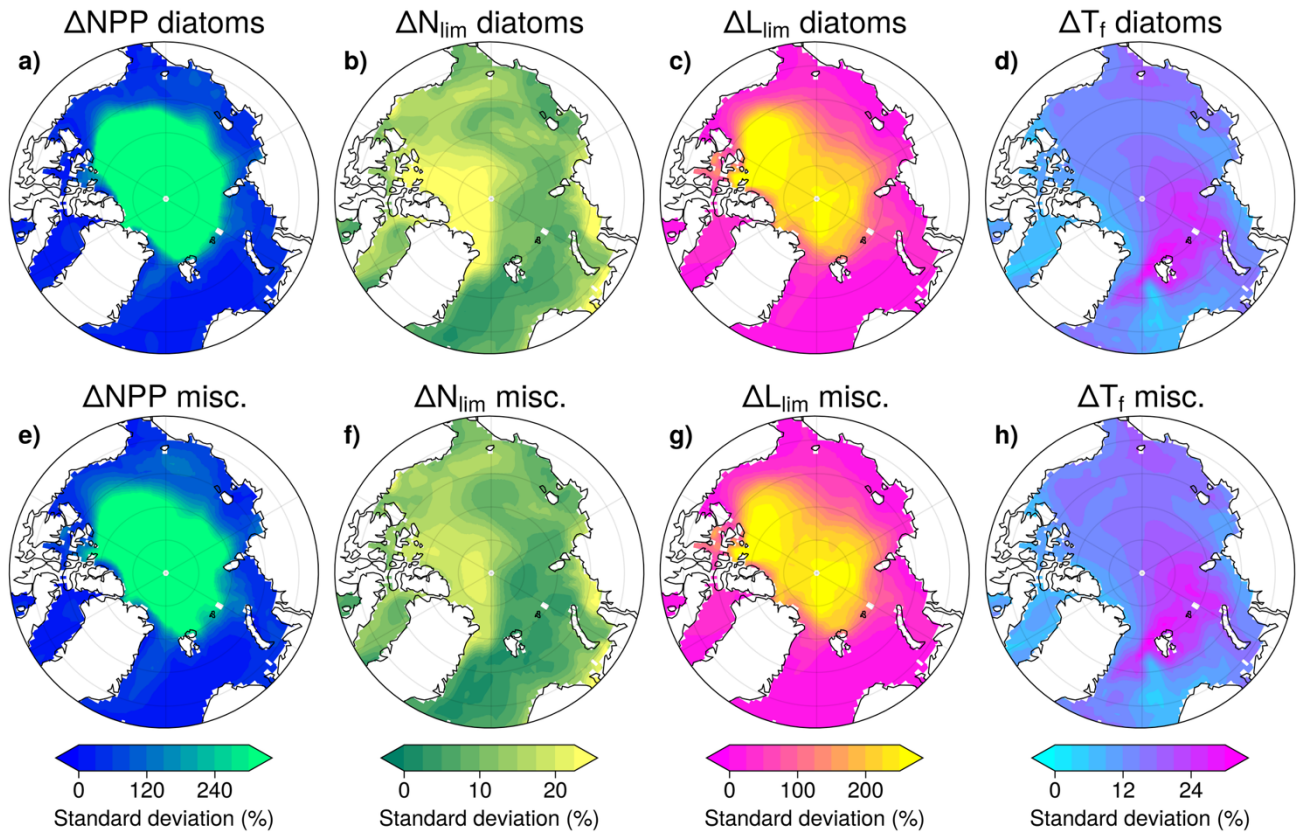 ΔNPP diatoms ΔNlim diatoms ΔLlim diatoms ΔTf diatoms
a) b) c) d)
ΔNPP misc. ΔNlim misc. ΔLlim misc. ΔTf misc.
e) f) g) h)
0 120 240 0 10 20 0 100 200 0 12 24
Standard deviation (%) Standard deviation (%) Standard deviation (%) Standard deviation (%)